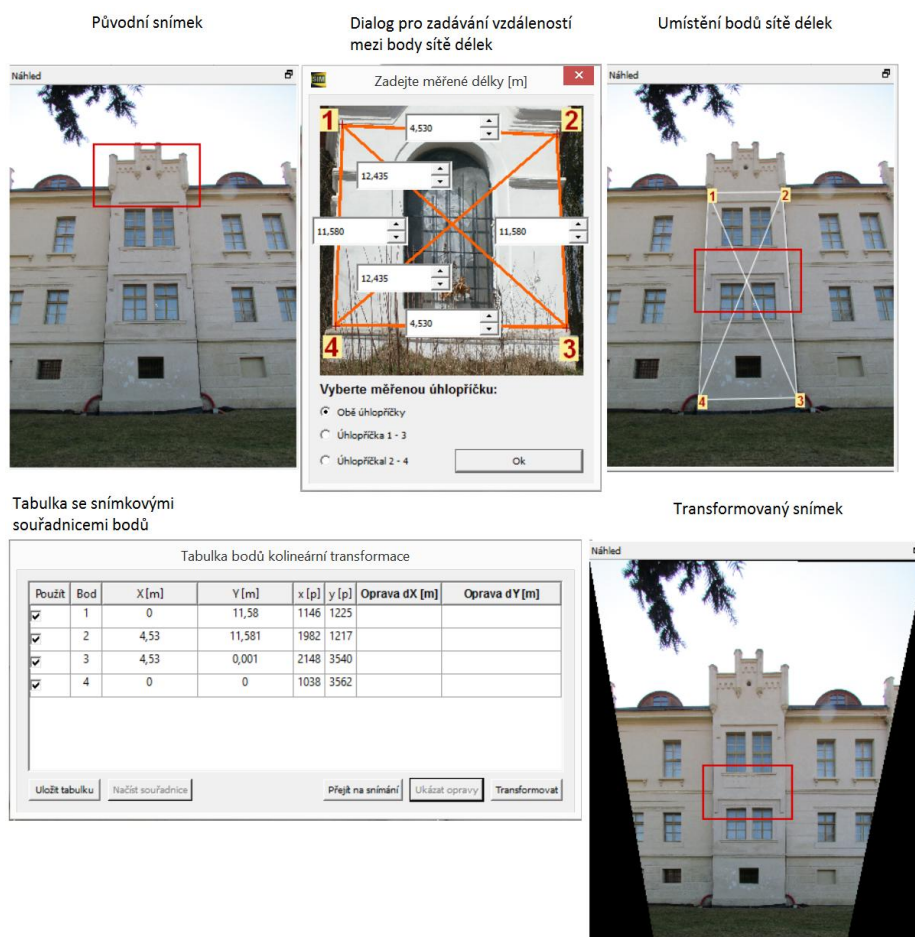 Původní snímek
Dialog pro zadávání vzdáleností
mezi body sítě délek
Umístění bodů sítě délek
Náhled
SIM
Zadejte měřené délky [m]
1
2
4,530
12,435
11,580
11,580
12,435
4,530
4
3
Vyberte měřenou úhlopříčku:
Obě úhlopříčky
Úhlopříčka 1 - 3
Úhlopříčkal 2 - 4
Ok
Náhled
1 2
4 3
Tabulka se snímkovými
souřadnicemi bodů
Tabulka bodů kolineární transformace
Použít Bod X [m] Y [m] x [p] y [p] Oprava dX [m] Oprava dY [m]
1 0 11,58 1146 1225
2 4,53 11,581 1982 1217
3 4,53 0,001 2148 3540
4 0 0 1038 3562
Uložit tabulku Načíst souřadnice Přejít na snímání Ukázat opravy Transformovat
Transformovaný snímek
Náhled